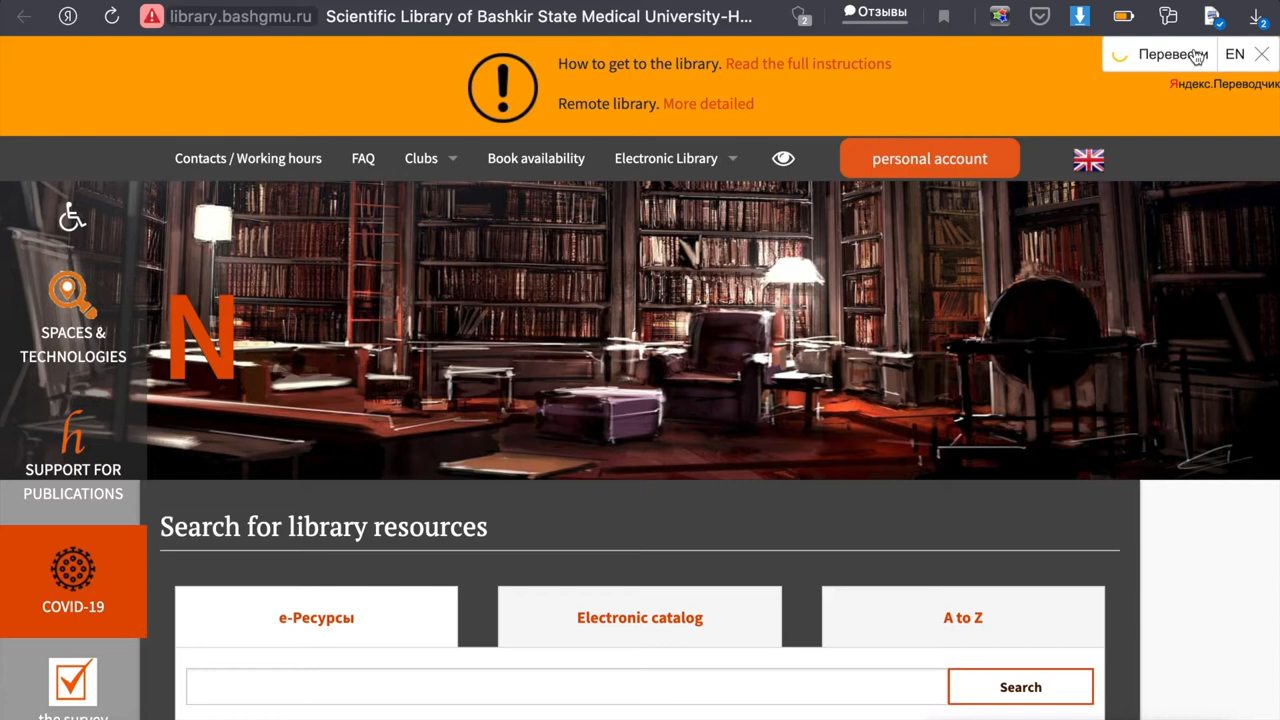 library.bashgmu.ru
Scientific Library of Bashkir State Medical University-H...
2
Отзывы
2
How to get to the library. Read the full instructions
Remote library. More detailed
Перевести
EN
Яндекс.Переводчик
Contacts / Working hours
FAQ
Clubs
Book availability
Electronic Library
personal account
SPACES &
TECHNOLOGIES
N
h
SUPPORT FOR
PUBLICATIONS
Search for library resources
COVID-19
e-Ресурсы
Electronic catalog
A to Z
Search
the survey